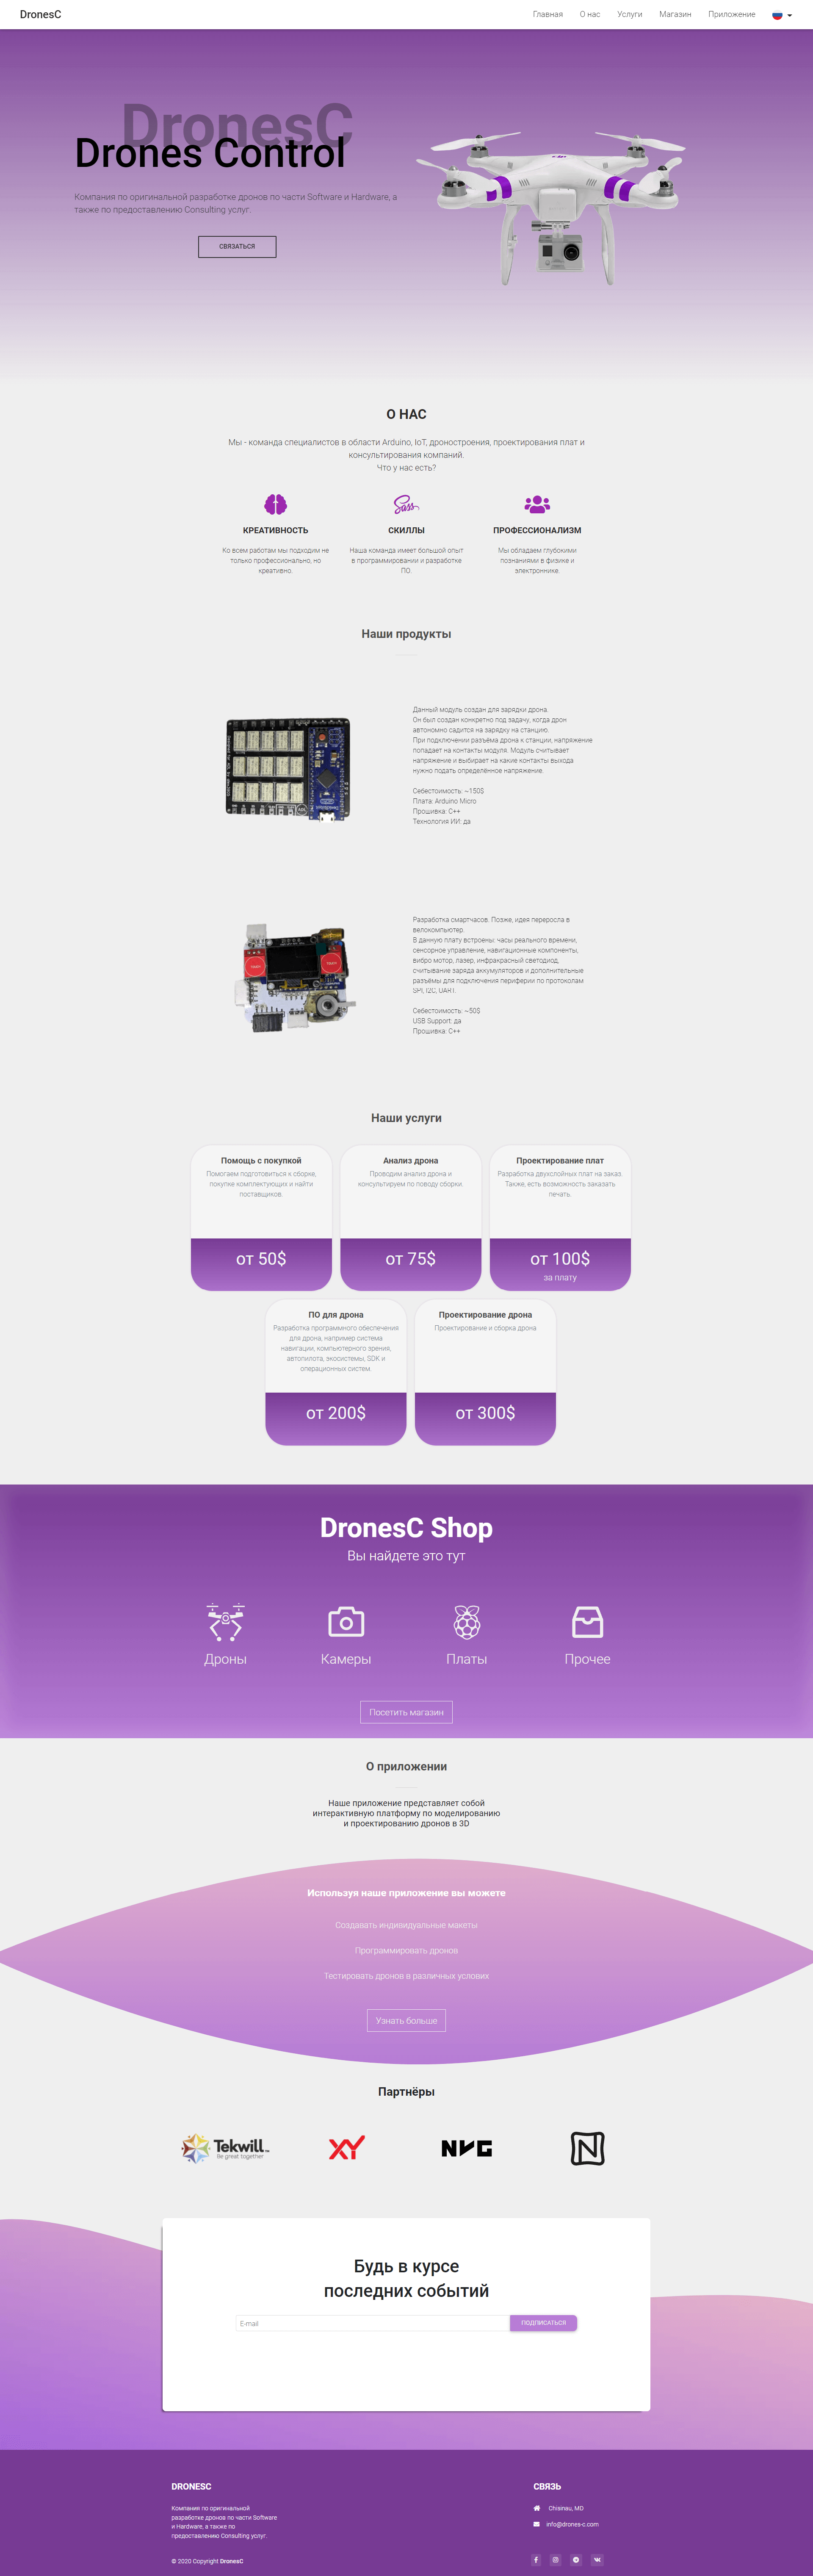 DronesC
Главная
О нас
Услуги
Магазин
Приложение
DronesC
Drones Control
Компания по оригинальной разработке дронов по части Software и Hardware, а
также по предоставлению Consulting услуг.
СВЯЗАТЬСЯ
О НАС
Мы - команда специалистов в области Arduino, IoT, дроностроения, проектирования плат и
консультирования компаний.
Что у нас есть?
КРЕАТИВНОСТЬ
Ко всем работам мы подходим не
только профессионально, но
креативно.
СКИЛЛЫ
Наша команда имеет большой опыт
в программировании и разработке
ПО.
ПРОФЕССИОНАЛИЗМ
Мы обладаем глубокими
познаниями в физике и
электроннике.
Наши продукты
Данный модуль создан для зарядки дрона.
Он был создан конкретно под задачу, когда дрон
автономно садится на зарядку на станцию.
При подключении разъёма дрона к станции, напряжение
попадает на контакты модуля. Модуль считывает
напряжение и выбирает на какие контакты выхода
нужно подать определённое напряжение.
Себестоимость: ~150$
Плата: Arduino Micro
Прошивка: C++
Технология ИИ: да
Разработка смартчасов. Позже, идея переросла в
велокомпьютер.
В данную плату встроены: часы реального времени,
сенсорное управление, навигационные компоненты,
вибро мотор, лазер, инфракрасный светодиод,
считывание заряда аккумуляторов и дополнительные
разъёмы для подключения периферии по протоколам
SPI, I2C, UART.
Себестоимость: ~50$
USB Support: да
Прошивка: C++
Наши услуги
Помощь с покупкой
Помогаем подготовиться к сборке,
покупке комплектующих и найти
поставщиков.
от 50$
Анализ дрона
Проводим анализ дрона и
консультируем по поводу сборки.
от 75$
Проектирование плат
Разработка двухслойных плат на заказ.
Также, есть возможность заказать
печать.
от 100$
за плату
ПО для дрона
Разработка программного обеспечения
для дрона, например система
навигации, компьютерного зрения,
автопилота, экосистемы, SDK и
операционных систем.
от 200$
Проектирование дрона
Проектирование и сборка дрона
от 300$
DronesC Shop
Вы найдете это тут
Дроны
Камеры
Платы
Прочее
Посетить магазин
О приложении
Наше приложение представляет собой
интерактивную платформу по моделированию
и проектированию дронов в 3D
Используя наше приложение вы можете
Создавать индивидуальные макеты
Программировать дронов
Тестировать дронов в различных услових
Узнать больше
Партнёры
Tekwill
lie great together
XY
NVG
N
Будь в курсе
последних событий
E-mail
ПОДПИСАТЬСЯ
DRONESC
Компания по оригинальной
разработке дронов по части Software
и Hardware, а также по
предоставлению Consulting услуг.
СВЯЗЬ
Chisinau, MD
info@drones-c.com
© 2020 Copyright DronesC